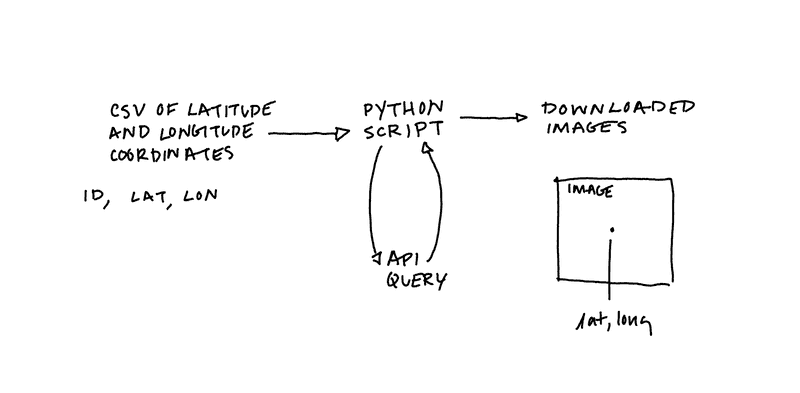 CSV OF LATITUDE
AND LONGITUDE
COORDINATES
ID, LAT, LON
PYTHON
SCRIPT
API
QUERY
DOWNLOADED
IMAGES
IMAGE
lat, long